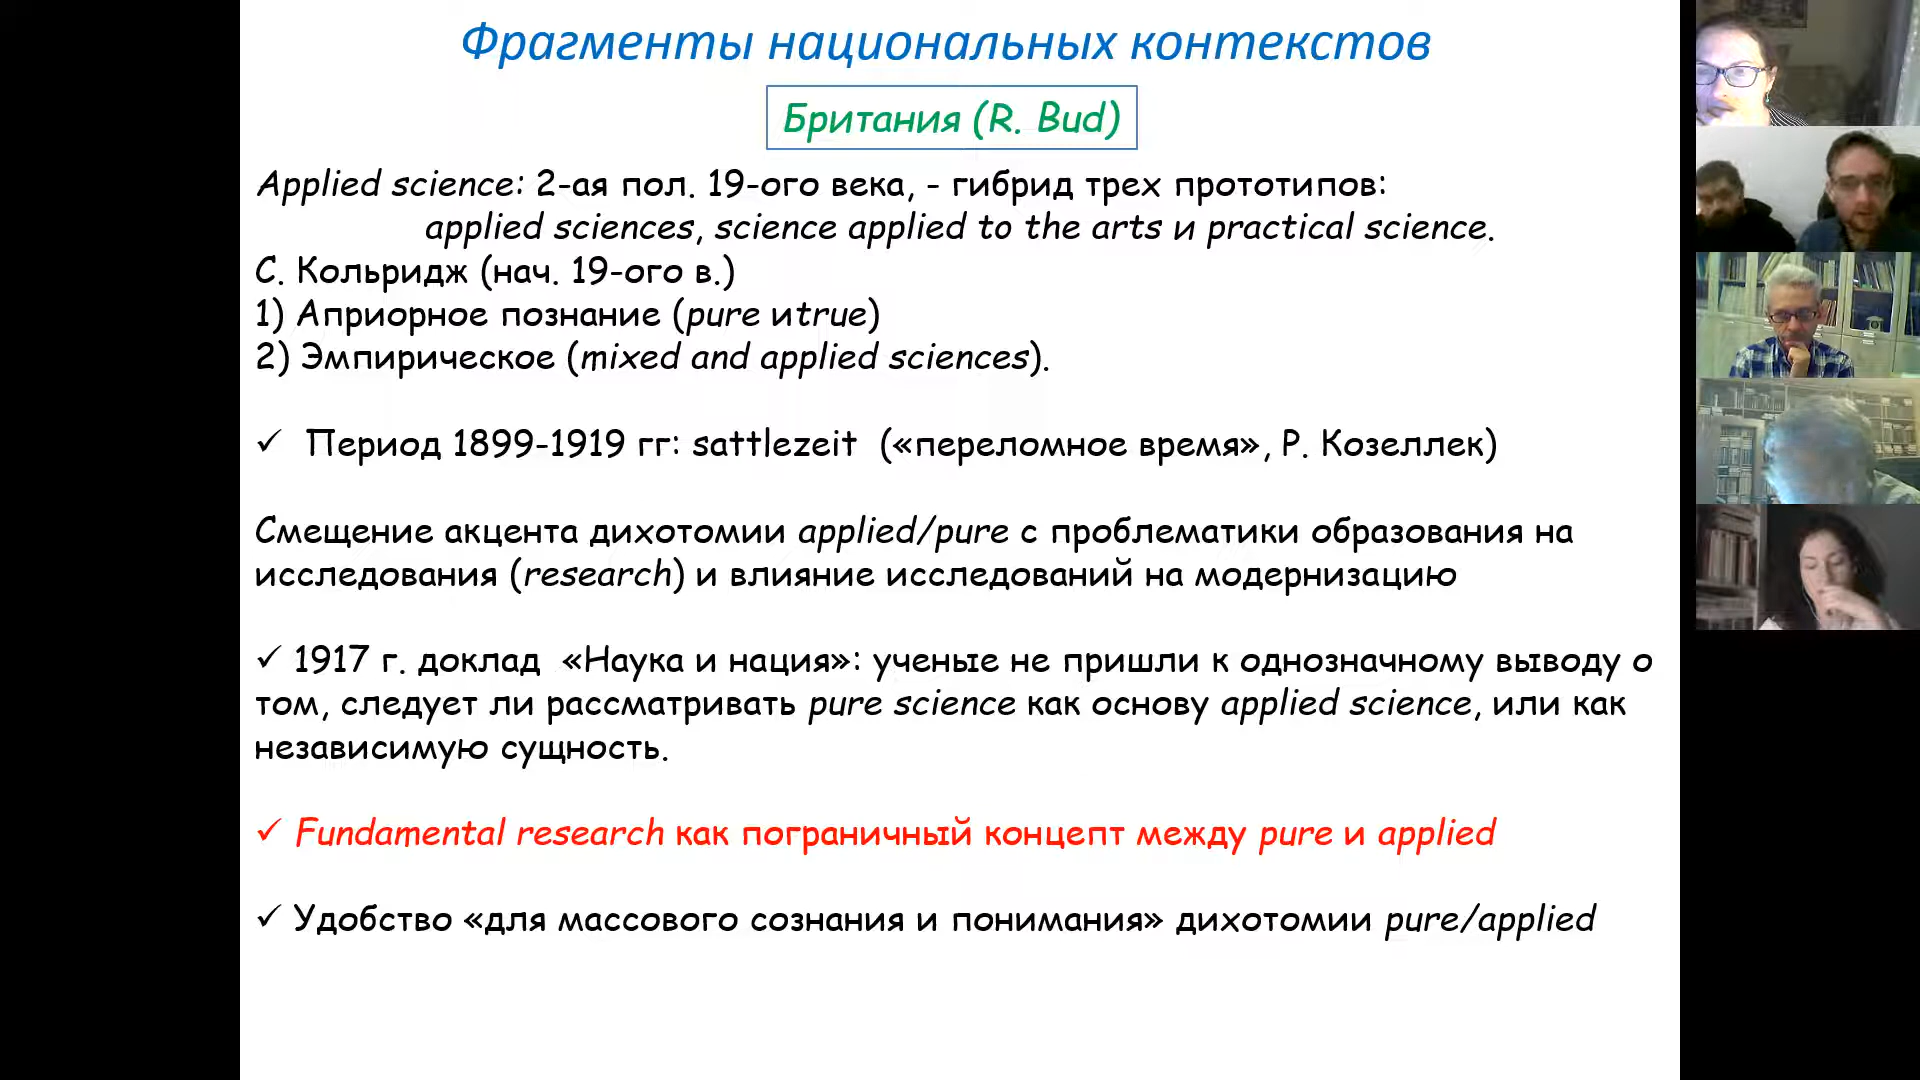 Фрагменты национальных контекстов
Британия (R. Bud)
Applied science: 2-ая пол. 19-ого века, - гибрид трех прототипов:
applied sciences, science applied to the arts и practical science.
С. Кольридж (нач. 19-ого в.)
1) Априорное познание (pure иtrue)
2) Эмпирическое (mixed and applied sciences).
✓ Период 1899-1919 гг: sattlezeit («переломное время», Р. Козеллек)
Смещение акцента дихотомии applied/pure с проблематики образования на
исследования (research) и влияние исследований на модернизацию
✓ 1917 г. доклад «Наука и нация»: ученые не пришли к однозначному выводу о
том, следует ли рассматривать pure science как основу applied science, или как
независимую сущность.
✓ Fundamental research как пограничный концепт между pure и applied
✓ Удобство «для массового сознания и понимания» дихотомии pure/applied